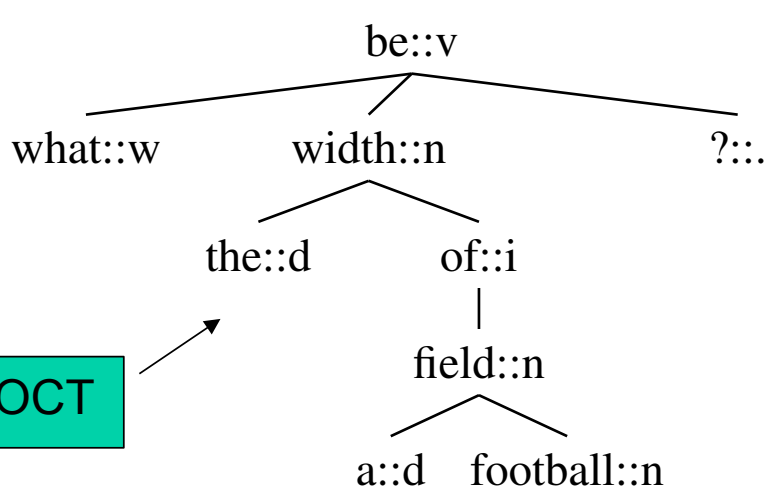 be::v
what::w width::n ?::.
the::d of::i
field::n
OCT
a::d football::n